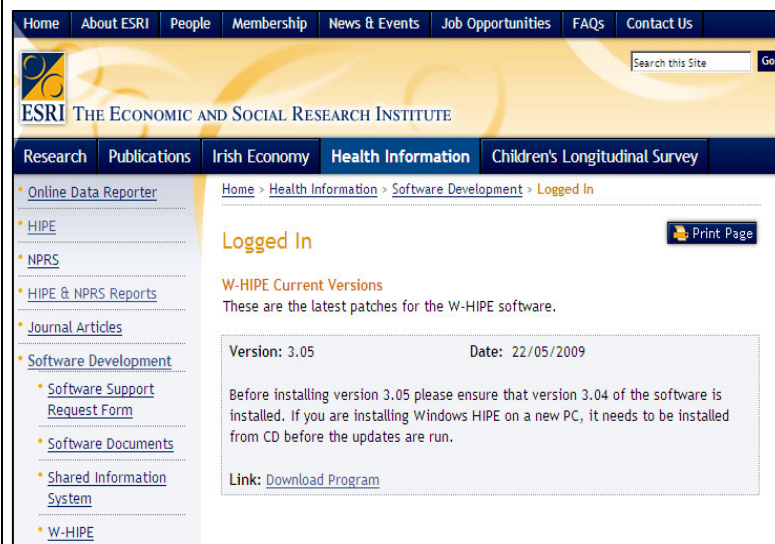 Home About ESRI People Membership News & Events Job Opportunities FAQs Contact Us
Search this Site Go
ESRI THE ECONOMIC AND SOCIAL RESEARCH INSTITUTE
Research Publications Irish Economy Health Information Children's Longitudinal Survey
Online Data Reporter
HIPE
NPRS
HIPE & NPRS Reports
Journal Articles
Software Development
Software Support
Request Form
Software Documents
Shared Information
System
W-HIPE
Home > Health Information > Software Development > Logged In
Print Page
Logged In
W-HIPE Current Versions
These are the latest patches for the W-HIPE software.
Version: 3.05 Date: 22/05/2009
Before installing version 3.05 please ensure that version 3.04 of the software is
installed. If you are installing Windows HIPE on a new PC, it needs to be installed
from CD before the updates are run.
Link: Download Program